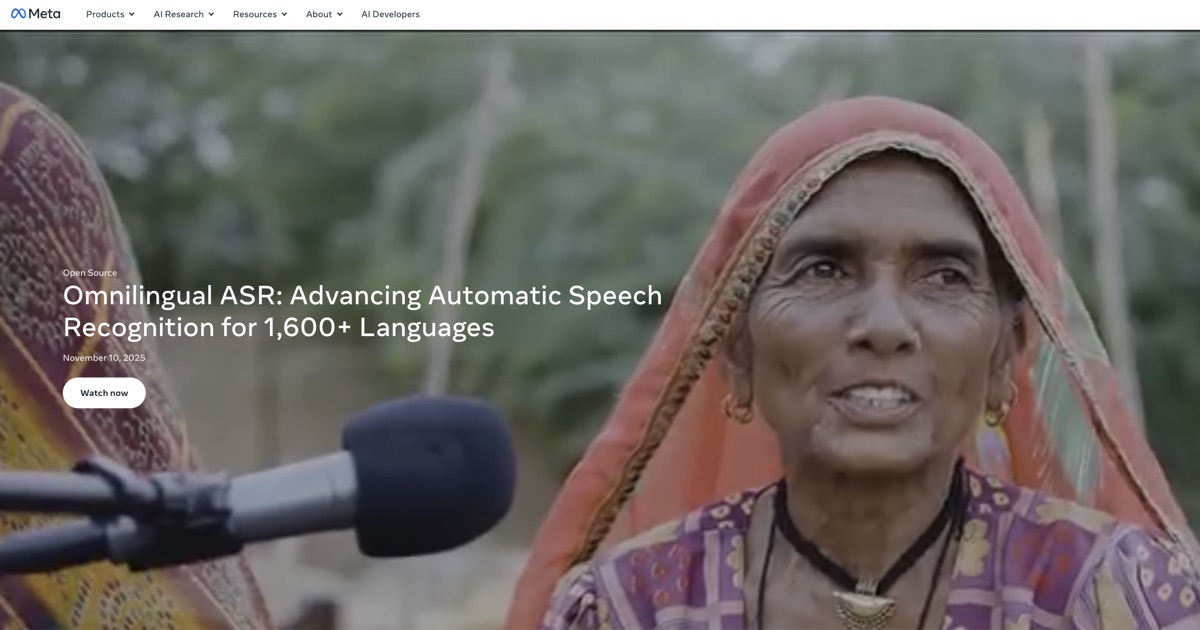 Meta
Products
AI Research
Resources
About
AI Developers
Open Source
Omnilingual ASR: Advancing Automatic Speech
Recognition for 1,600+ Languages
November 10, 2025
Watch now